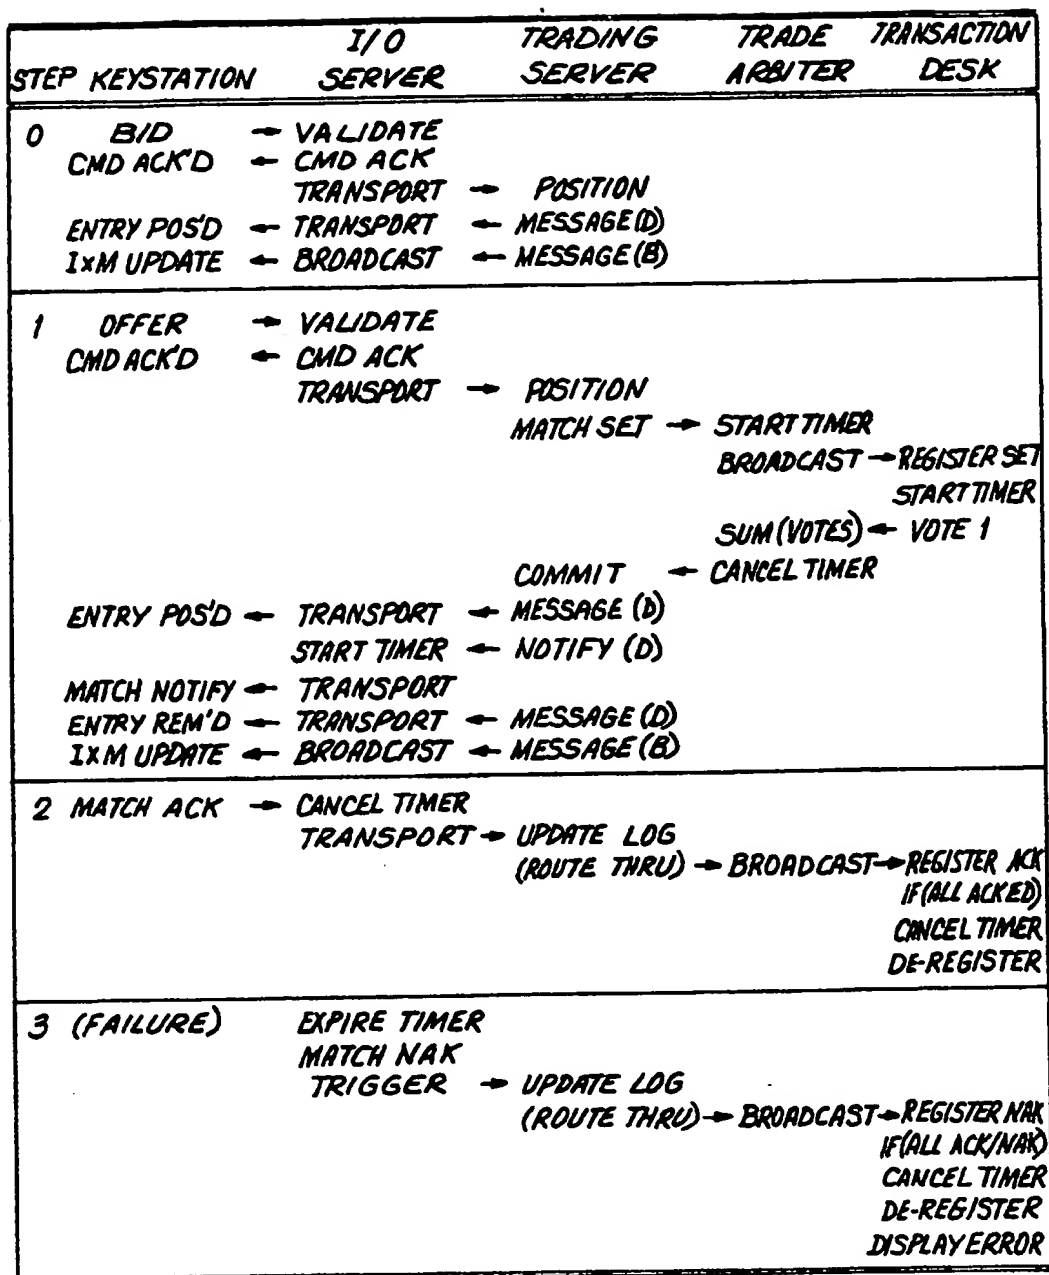 I/O TRADING TRADE TRANSACTION
STEP KEYSTATION SERVER SERVER ARBITER DESK
0 BID → VALIDATE
CMD ACK'D ← CMD ACK
TRANSPORT → POSITION
ENTRY POS'D ← TRANSPORT ← MESSAGE(D)
IXM UPDATE ← BROADCAST ← MESSAGE(B)
1 OFFER → VALIDATE
CMD ACK'D ← CMD ACK
TRANSPORT → POSITION
MATCH SET → START TIMER
BROADCAST → REGISTER SET
START TIMER
SUM(VOTES) ← VOTE 1
COMMIT ← CANCEL TIMER
ENTRY POS'D ← TRANSPORT ← MESSAGE (D)
START TIMER ← NOTIFY (D)
MATCH NOTIFY ← TRANSPORT
ENTRY REM'D ← TRANSPORT ← MESSAGE(D)
IXM UPDATE ← BROADCAST ← MESSAGE(B)
2 MATCH ACK → CANCEL TIMER
TRANSPORT → UPDATE LOG
(ROUTE THRU) → BROADCAST → REGISTER ACK
IF(ALL ACKED)
CANCEL TIMER
DE-REGISTER
3 (FAILURE) EXPIRE TIMER
MATCH NAK
TRIGGER → UPDATE LOG
(ROUTE THRU) → BROADCAST → REGISTER NAK
IF(ALL ACK/NAK)
CANCEL TIMER
DE-REGISTER
DISPLAY ERROR